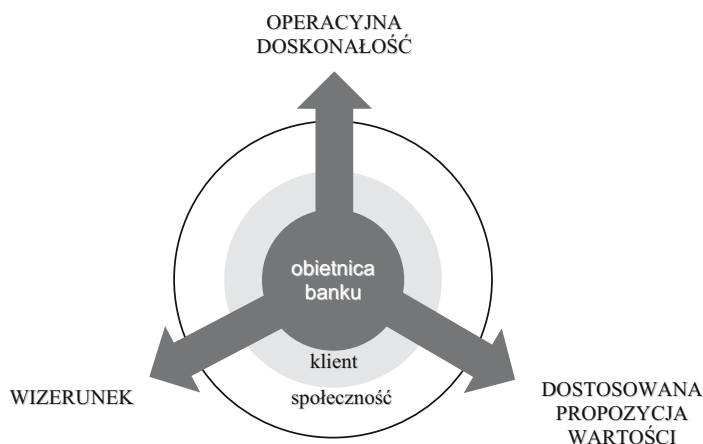 OPERACYJNA
DOSKONAŁOŚĆ
obietnica
banku
klient
społeczność
WIZERUNEK
DOSTOSOWANA
PROPOZYCJA
WARTOŚCI